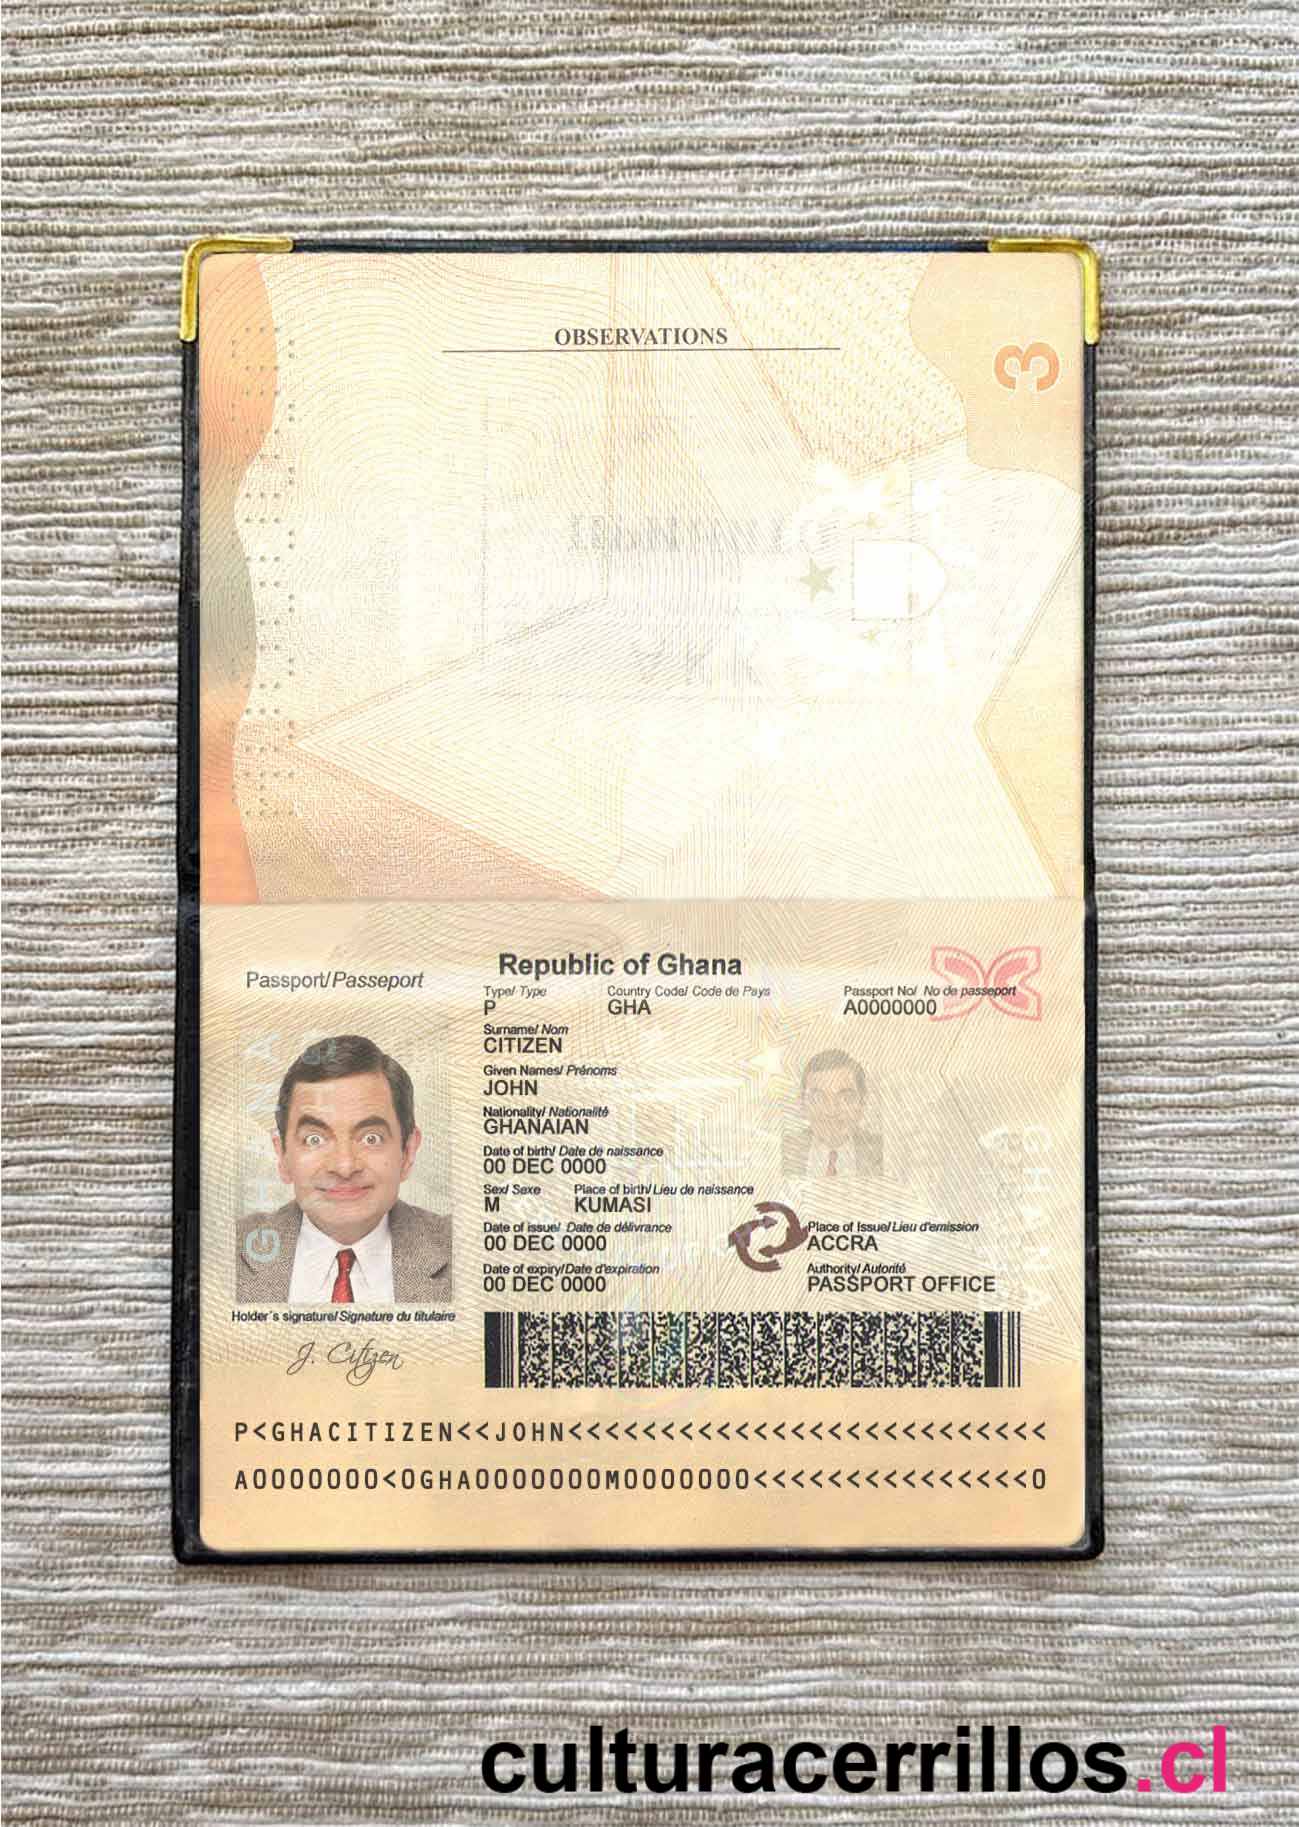 OBSERVATIONS
3
Republic of Ghana
Passport/Passeport
Type/ Type Country Code/ Code de Pays Passport No/ No de passeport
P GHA A0000000
Surname/ Nom
CITIZEN
Given Names/ Prénoms
JOHN
Nationality/ Nationalité
GHANAIAN
Date of birth/ Date de naissance
00 DEC 0000
Sex/ Sexe Place of birth/ Lieu de naissance
M KUMASI
Date of issue/ Date de délivrance Place of Issue/ Lieu d'emission
00 DEC 0000 ACCRA
Date of expiry/Date d'expiration Authority/ Autorité
00 DEC 0000 PASSPORT OFFICE
GHANA
GHANA
Holder´s signature/ Signature du titulaire
J. Citizen
P<GHACITIZEN<<JOHN<<<<<<<<<<<<<<<<<<<<<<<<<<
A0000000<0GHA0000000M0000000<<<<<<<<<<<<<<<0
culturacerrillos.cl